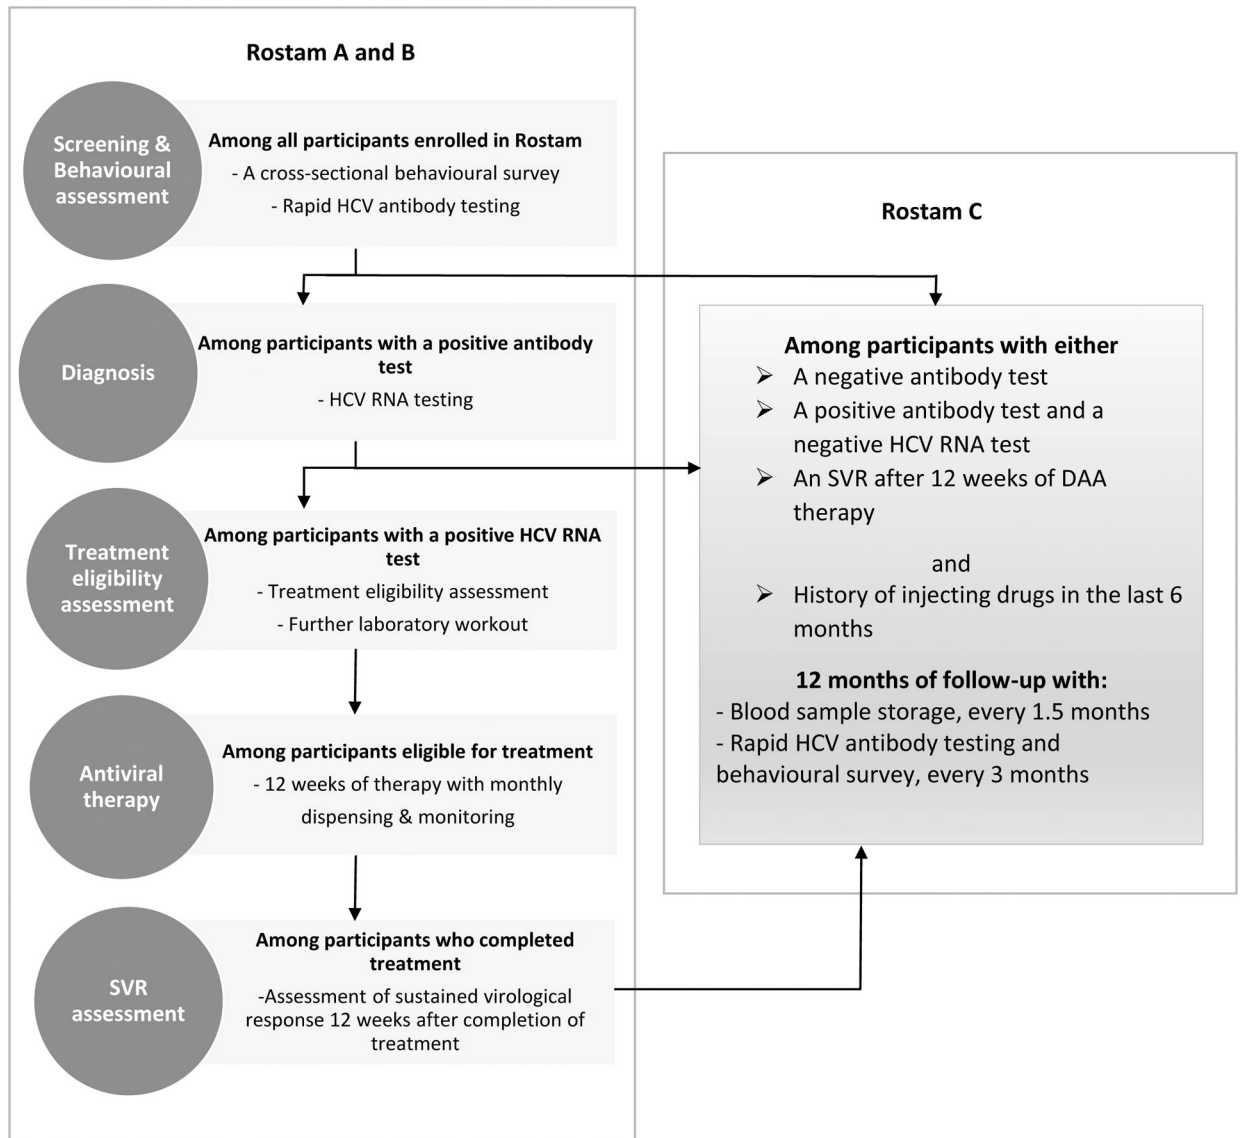 Rostam A and B
Screening &
Behavioural
assessment
Among all participants enrolled in Rostam
- A cross-sectional behavioural survey
- Rapid HCV antibody testing
Diagnosis
Among participants with a positive antibody
test
- HCV RNA testing
Treatment
eligibility
assessment
Among participants with a positive HCV RNA
test
- Treatment eligibility assessment
- Further laboratory workout
Antiviral
therapy
Among participants eligible for treatment
- 12 weeks of therapy with monthly
dispensing & monitoring
SVR
assessment
Among participants who completed
treatment
-Assessment of sustained virological
response 12 weeks after completion of
treatment
Rostam C
Among participants with either
➢ A negative antibody test
➢ A positive antibody test and a
negative HCV RNA test
➢ An SVR after 12 weeks of DAA
therapy
and
➢ History of injecting drugs in the last 6
months
12 months of follow-up with:
- Blood sample storage, every 1.5 months
- Rapid HCV antibody testing and
behavioural survey, every 3 months